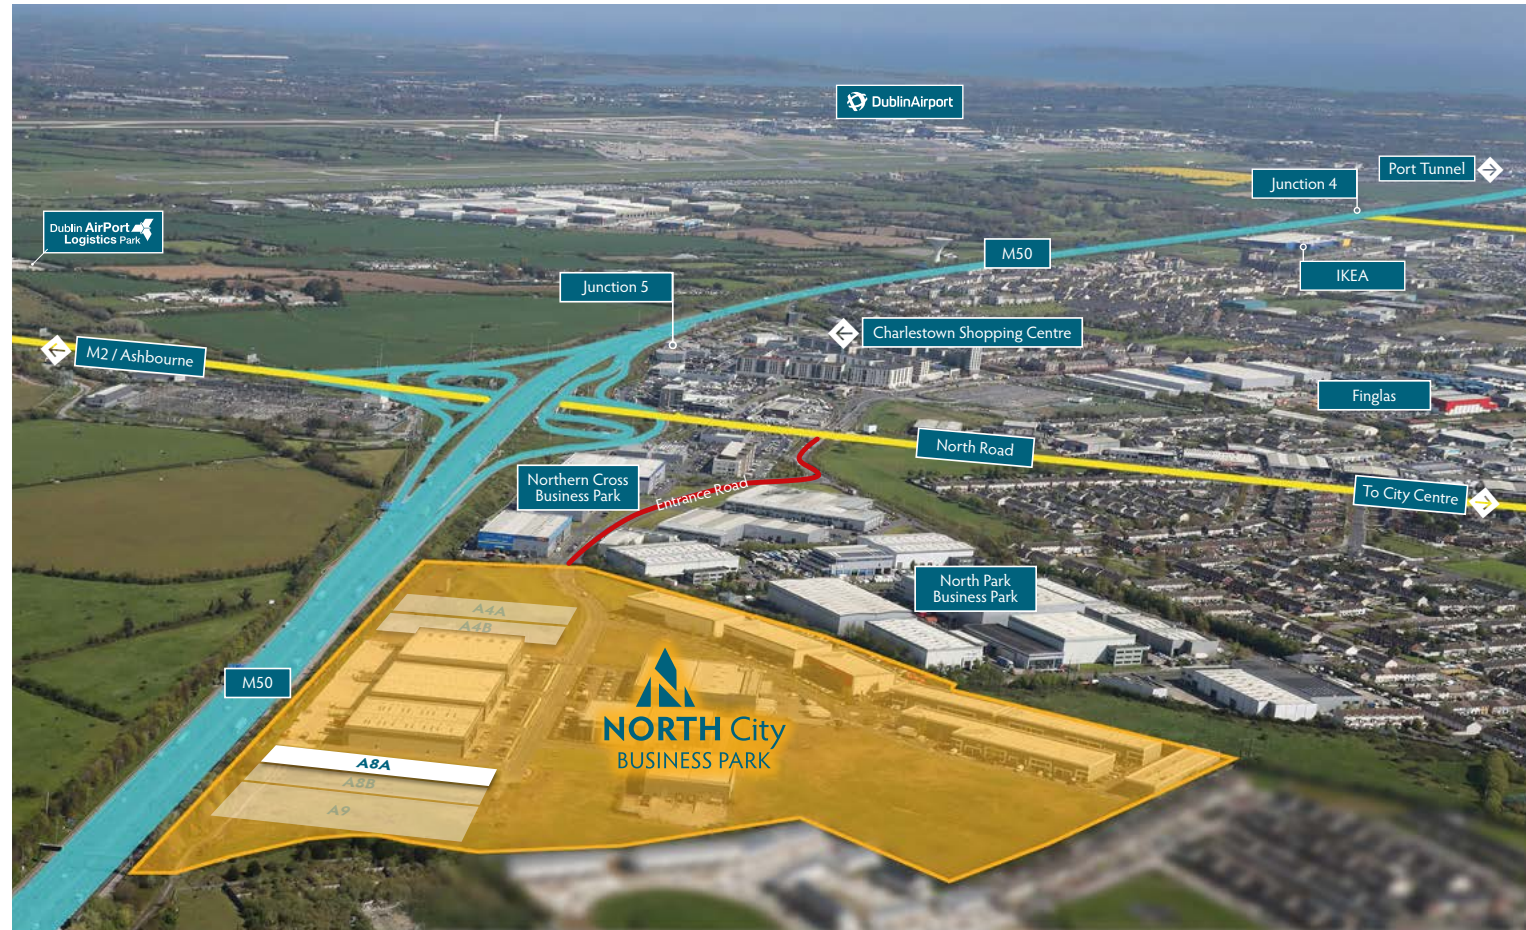 DublinAirport
Port Tunnel
Junction 4
Dublin AirPort
Logistics Park
M50
IKEA
Junction 5
Charlestown Shopping Centre
M2 / Ashbourne
Finglas
North Road
Northern Cross
Business Park
Entrance Road
To City Centre
North Park
Business Park
A4A
A4B
M50
NORTH City
BUSINESS PARK
A8A
A8B
A9